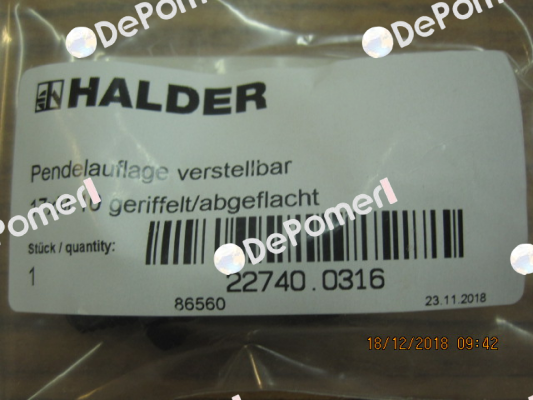 DePomerl
HALDER
Pendelauflage verstellbar
geriffelt/abgeflacht
DePomerl
DePomerl
Stück / quantity:
1
22740.0316
86560
23.11.2018
18/12/2018 09:42